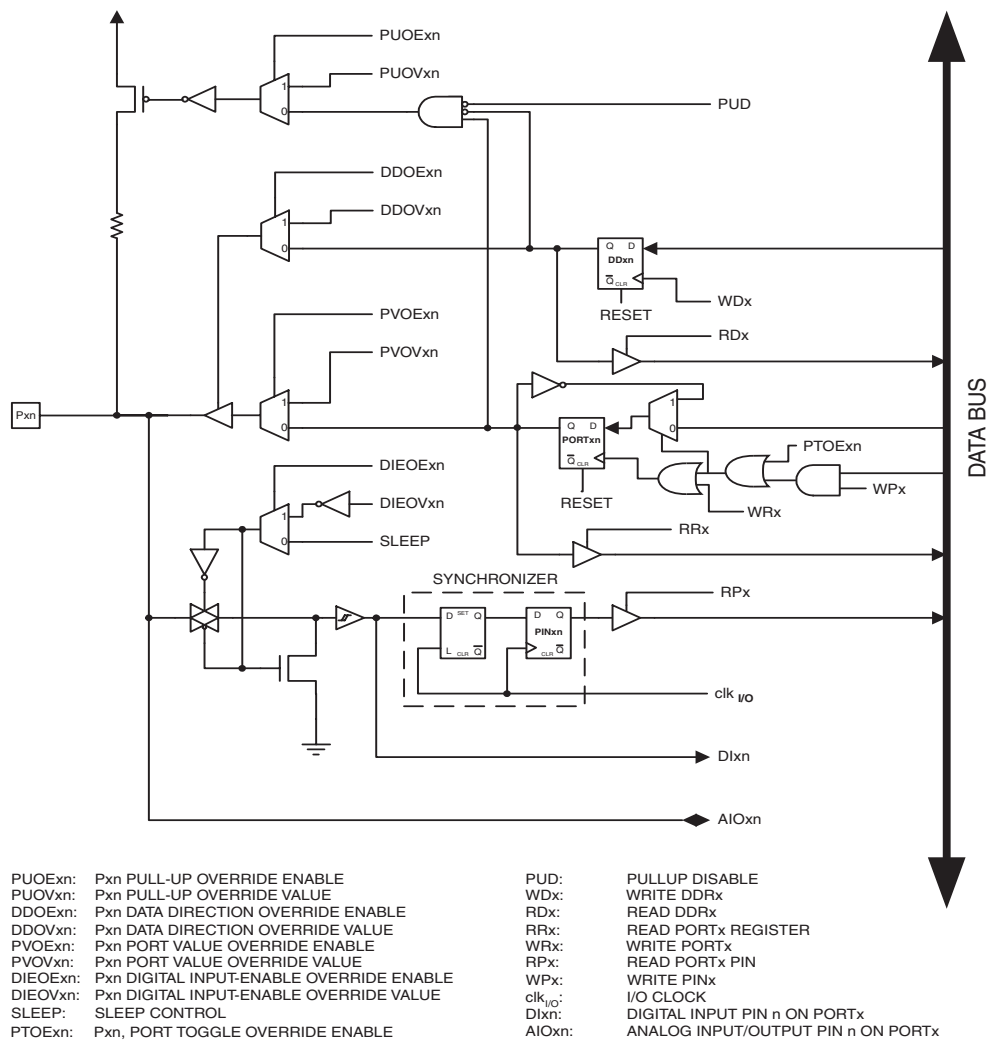 PUOExn
PUOVxn
1
0
PUD
DDOExn
DDOVxn
1
0
Q D
DDxn
Q CLR
WDx
RESET
RDx
PVOExn
PVOVxn
Pxn
1
0
1
0
Q D
PORTxn
Q CLR
PTOExn
WPx
RESET
WRx
RRx
DATA BUS
DIEOExn
DIEOVxn
1
0
SLEEP
SYNCHRONIZER
RPx
D SET Q
L CLR Q
D Q
PINxn
CLR Q
clk I/O
DIxn
AIOxn
PUOExn: Pxn PULL-UP OVERRIDE ENABLE
PUOVxn: Pxn PULL-UP OVERRIDE VALUE
DDOExn: Pxn DATA DIRECTION OVERRIDE ENABLE
DDOVxn: Pxn DATA DIRECTION OVERRIDE VALUE
PVOExn: Pxn PORT VALUE OVERRIDE ENABLE
PVOVxn: Pxn PORT VALUE OVERRIDE VALUE
DIEOExn: Pxn DIGITAL INPUT-ENABLE OVERRIDE ENABLE
DIEOVxn: Pxn DIGITAL INPUT-ENABLE OVERRIDE VALUE
SLEEP: SLEEP CONTROL
PTOExn: Pxn, PORT TOGGLE OVERRIDE ENABLE
PUD: PULLUP DISABLE
WDx: WRITE DDRx
RDx: READ DDRx
RRx: READ PORTx REGISTER
WRx: WRITE PORTx
RPx: READ PORTx PIN
WPx: WRITE PINx
clk I/O: I/O CLOCK
DIxn: DIGITAL INPUT PIN n ON PORTx
AIOxn: ANALOG INPUT/OUTPUT PIN n ON PORTx